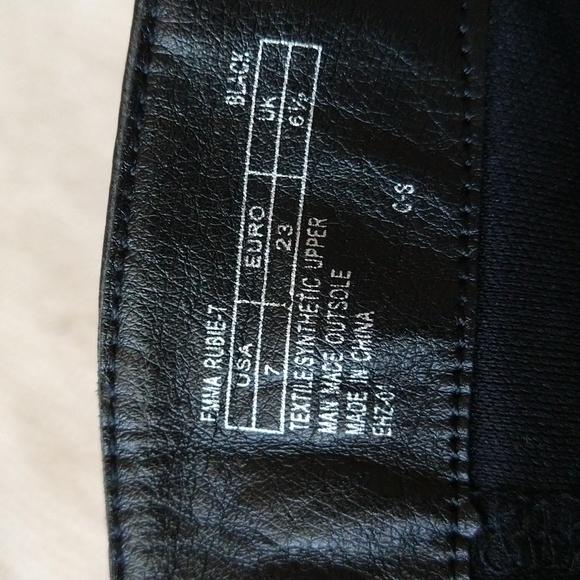 EMMA RUBIE-7 BLACK
USA EURO UK
7 23 6½
TEXTILE/SYNTHETIC UPPER
MAN MADE OUTSOLE
MADE IN CHINA
C-S